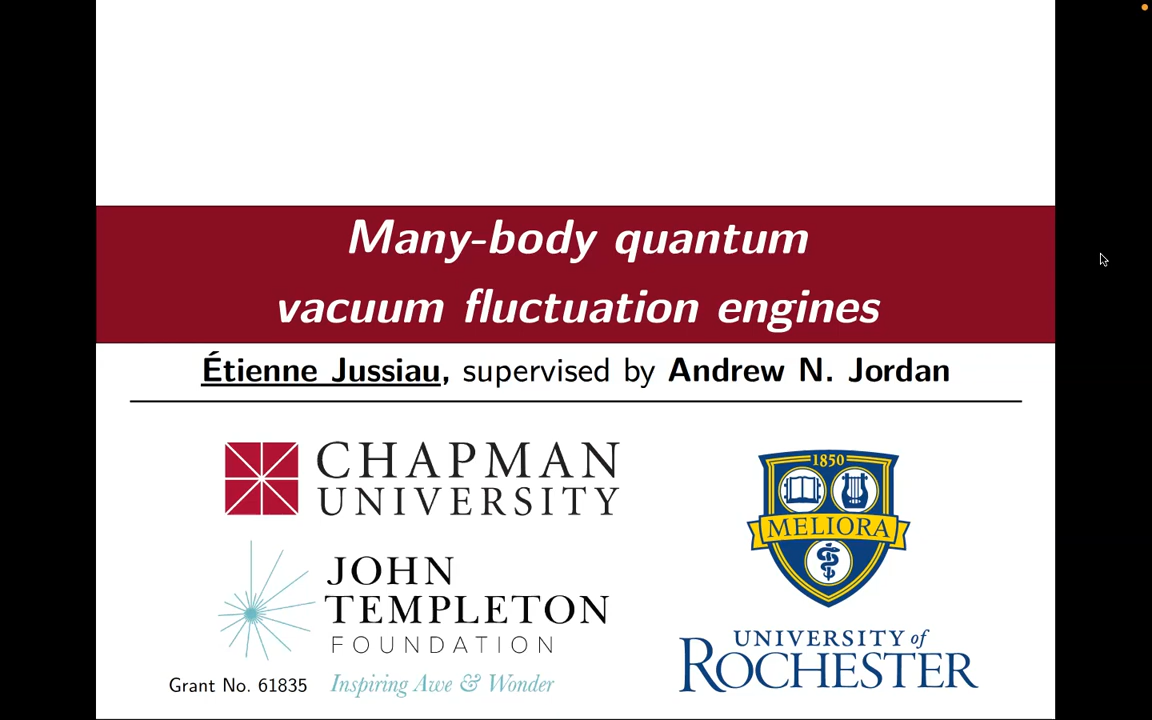 Many-body quantum
vacuum fluctuation engines
Étienne Jussiau, supervised by Andrew N. Jordan
CHAPMAN
UNIVERSITY
1850
MELIORA
JOHN
TEMPLETON
FOUNDATION
Grant No. 61835
Inspiring Awe & Wonder
UNIVERSITY of
ROCHESTER